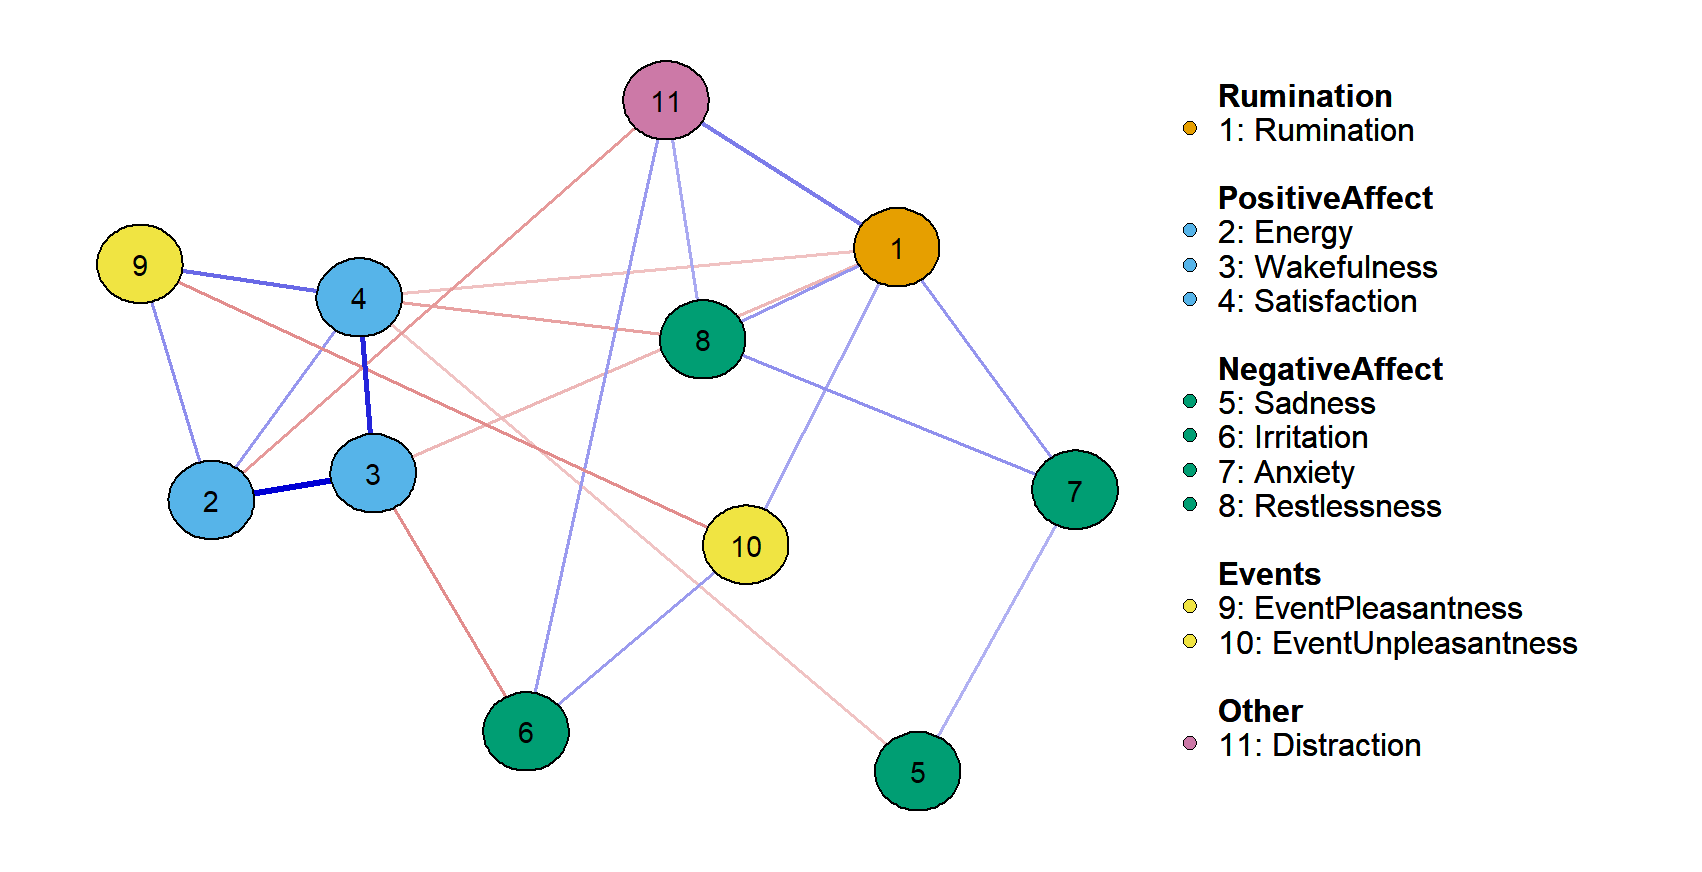 11
1
9
4
8
3
2
7
10
6
5
Rumination
1: Rumination
PositiveAffect
2: Energy
3: Wakefulness
4: Satisfaction
NegativeAffect
5: Sadness
6: Irritation
7: Anxiety
8: Restlessness
Events
9: EventPleasantness
10: EventUnpleasantness
Other
11: Distraction